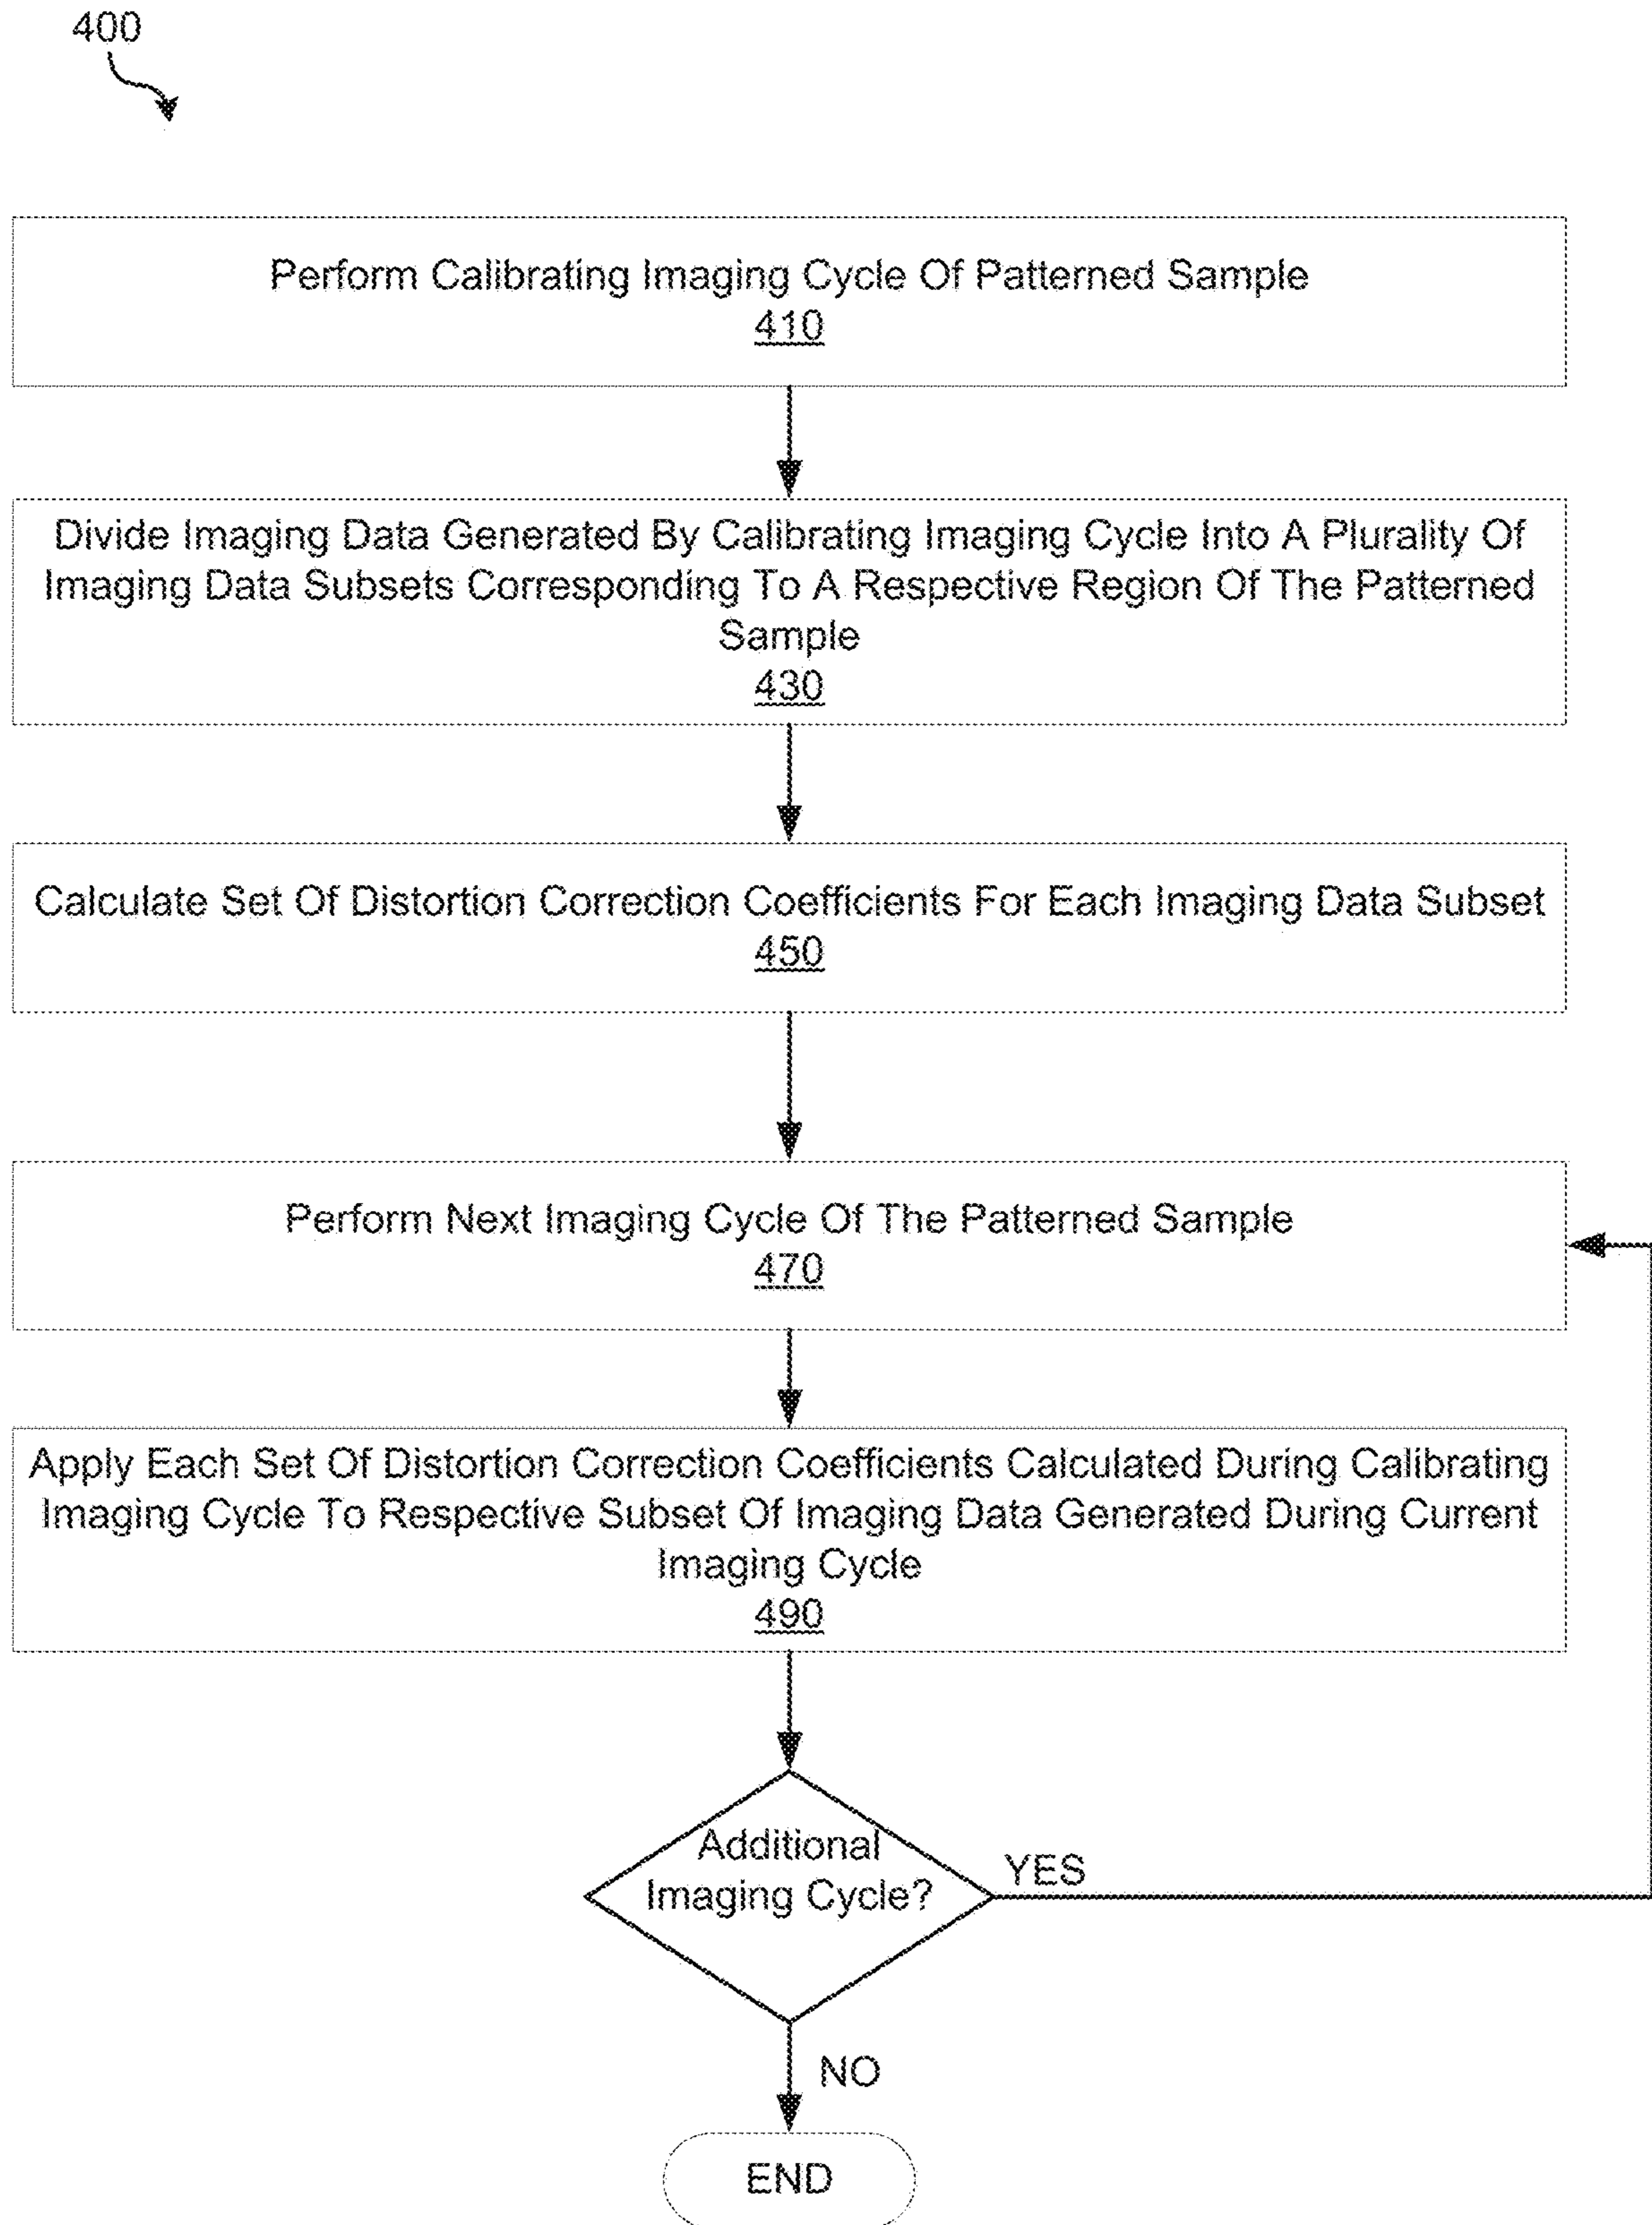 400
Perform Calibrating Imaging Cycle Of Patterned Sample
410
Divide Imaging Data Generated By Calibrating Imaging Cycle Into A Plurality Of
Imaging Data Subsets Corresponding To A Respective Region Of The Patterned
Sample
430
Calculate Set Of Distortion Correction Coefficients For Each Imaging Data Subset
450
Perform Next Imaging Cycle Of The Patterned Sample
470
Apply Each Set Of Distortion Correction Coefficients Calculated During Calibrating
Imaging Cycle To Respective Subset Of Imaging Data Generated During Current
Imaging Cycle
490
Additional
Imaging Cycle?
YES
NO
END